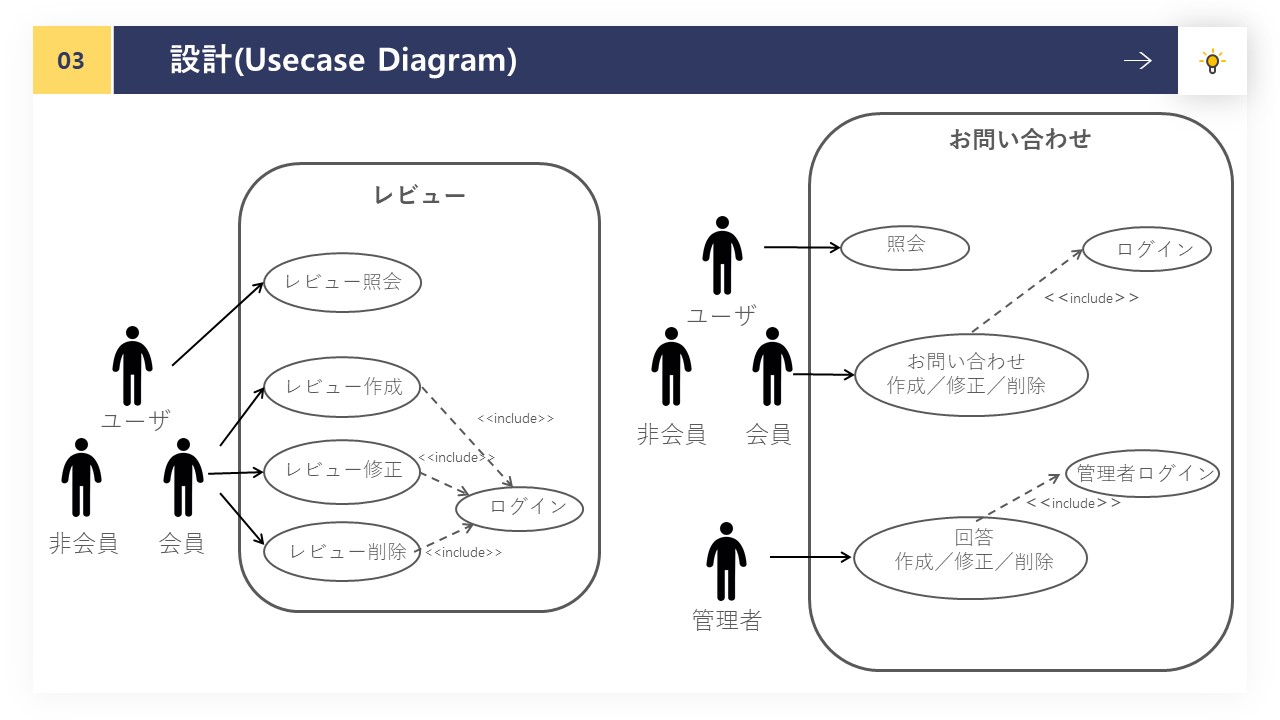 03
設計(Usecase Diagram)
レビュー
レビュー照会
レビュー作成
レビュー修正
レビュー削除
ログイン
<<include>>
<<include>>
<<include>>
ユーザ
非会員
会員
お問い合わせ
照会
ログイン
<<include>>
お問い合わせ
作成／修正／削除
管理者ログイン
<<include>>
回答
作成／修正／削除
ユーザ
非会員
会員
管理者